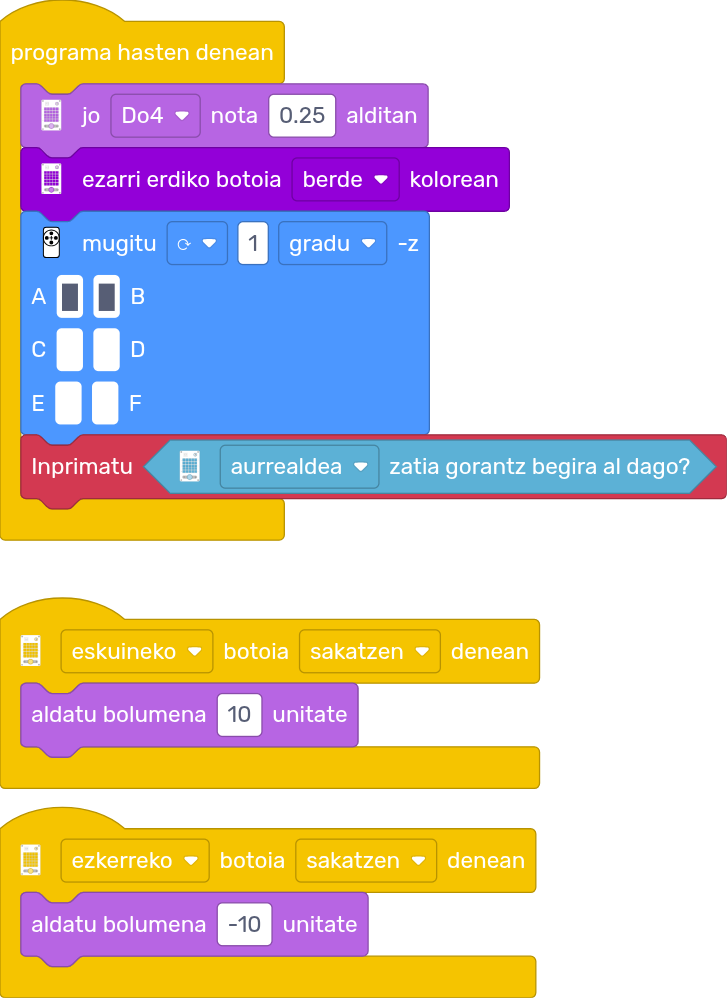 programa hasten denean
jo Do4 nota 0.25 alditan
ezarri erdiko botoia berde kolorean
mugitu ⟳ 1 gradu -z
A B
C D
E F
Inprimatu aurrealdea zatia gorantz begira al dago?
eskuineko botoia sakatzen denean
aldatu bolumena 10 unitate
ezkerreko botoia sakatzen denean
aldatu bolumena -10 unitate